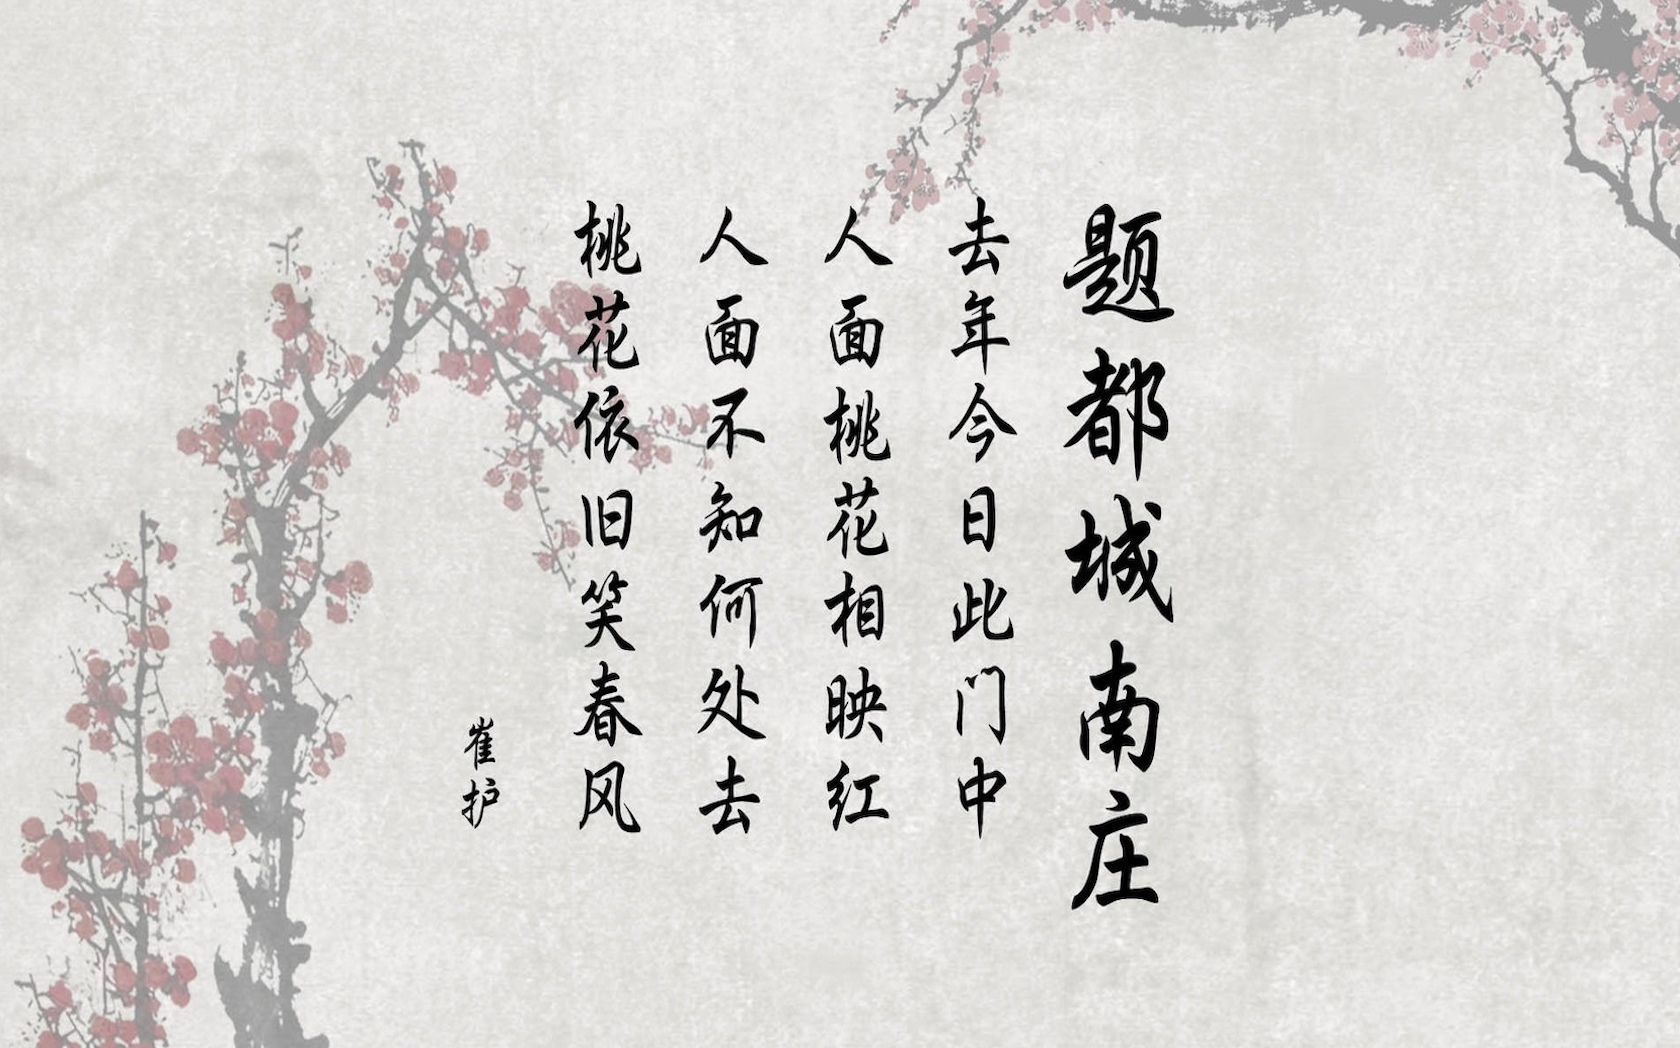 题都城南庄
去年今日此门中
人面桃花相映红
人面不知何处去
桃花依旧笑春风
崔护